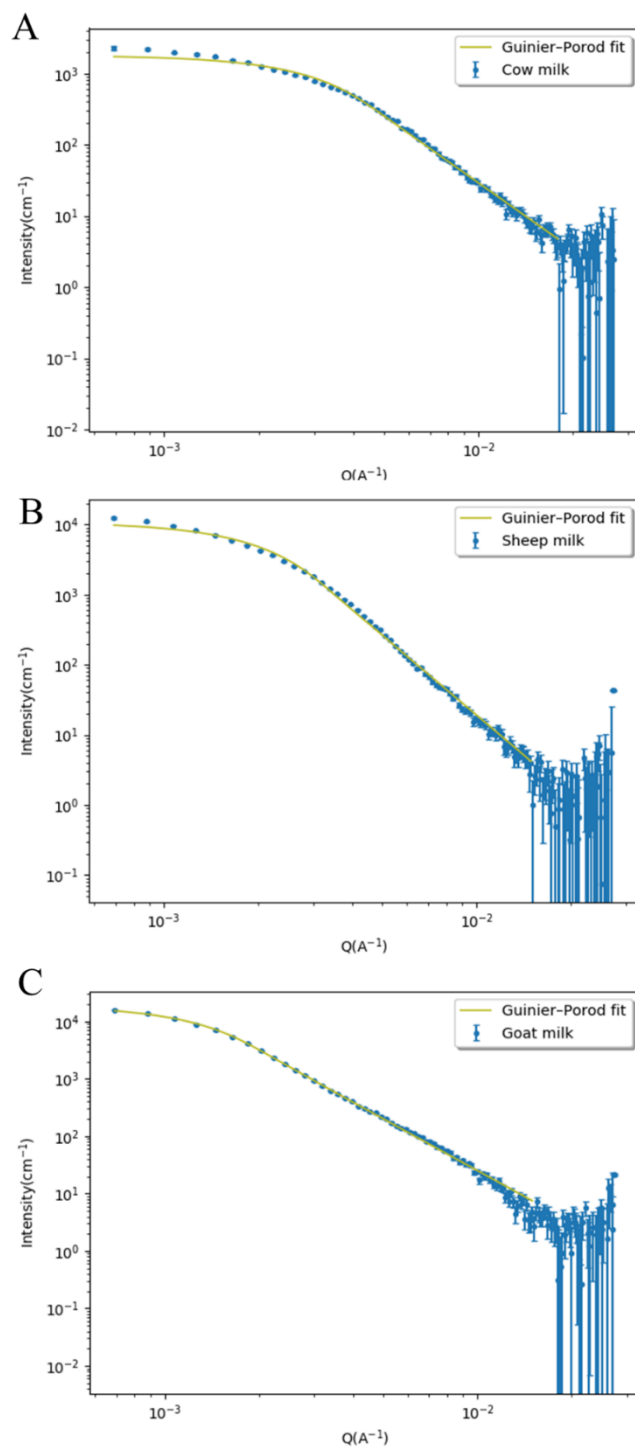 A
Guinier–Porod fit
Cow milk
Intensity(cm⁻¹)
10³
10²
10¹
10⁰
10⁻¹
10⁻²
10⁻³
10⁻²
Q(A⁻¹)
B
Guinier–Porod fit
Sheep milk
Intensity(cm⁻¹)
10⁴
10³
10²
10¹
10⁰
10⁻¹
10⁻³
10⁻²
Q(A⁻¹)
C
Guinier–Porod fit
Goat milk
Intensity(cm⁻¹)
10⁴
10³
10²
10¹
10⁰
10⁻¹
10⁻²
10⁻³
10⁻²
Q(A⁻¹)